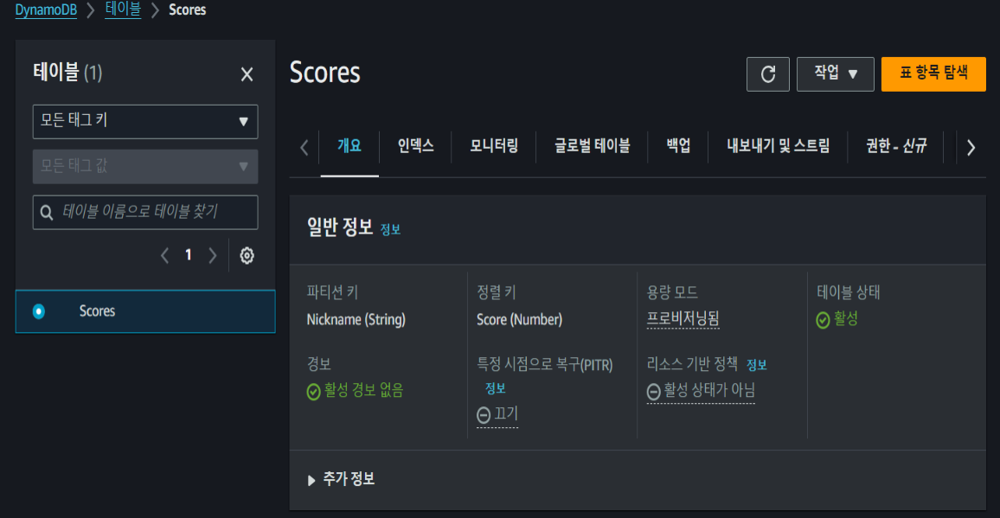 DynamoDB > 테이블 > Scores
테이블 (1)
모든 태그 키
모든 태그 값
테이블 이름으로 테이블 찾기
1
Scores
Scores
작업
표 항목 탐색
개요
인덱스
모니터링
글로벌 테이블
백업
내보내기 및 스트림
권한 - 신규
일반 정보 정보
파티션 키
Nickname (String)
정렬 키
Score (Number)
용량 모드
프로비저닝됨
테이블 상태
활성
경보
활성 경보 없음
특정 시점으로 복구(PITR)
정보
끄기
리소스 기반 정책 정보
활성 상태가 아님
추가 정보